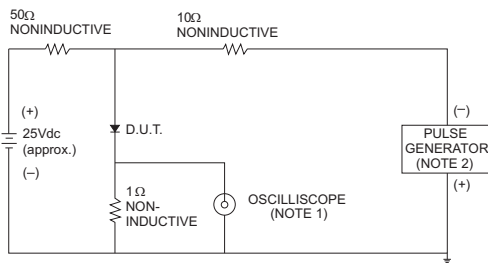 50Ω
NONINDUCTIVE
10Ω
NONINDUCTIVE
(+)
25Vdc
(approx.)
(–)
D.U.T.
1Ω
NON-
INDUCTIVE
OSCILLISCOPE
(NOTE 1)
(–)
PULSE
GENERATOR
(NOTE 2)
(+)